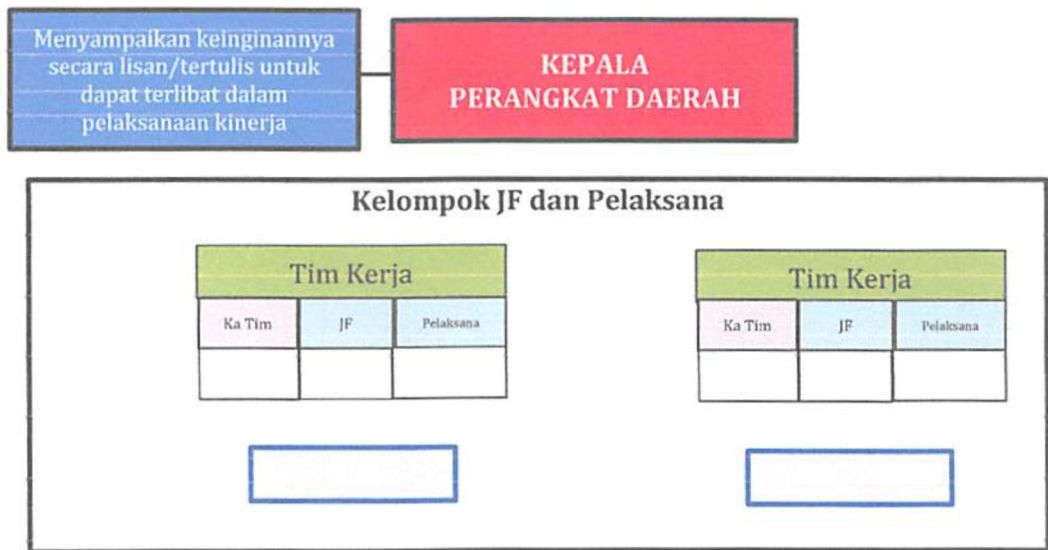 Menyampaikan keinginannya
secara lisan/tertulis untuk
dapat terlibat dalam
pelaksanaan kinerja
KEPALA
PERANGKAT DAERAH
Kelompok JF dan Pelaksana
Tim Kerja
Ka Tim JF Pelaksana
Tim Kerja
Ka Tim JF Pelaksana